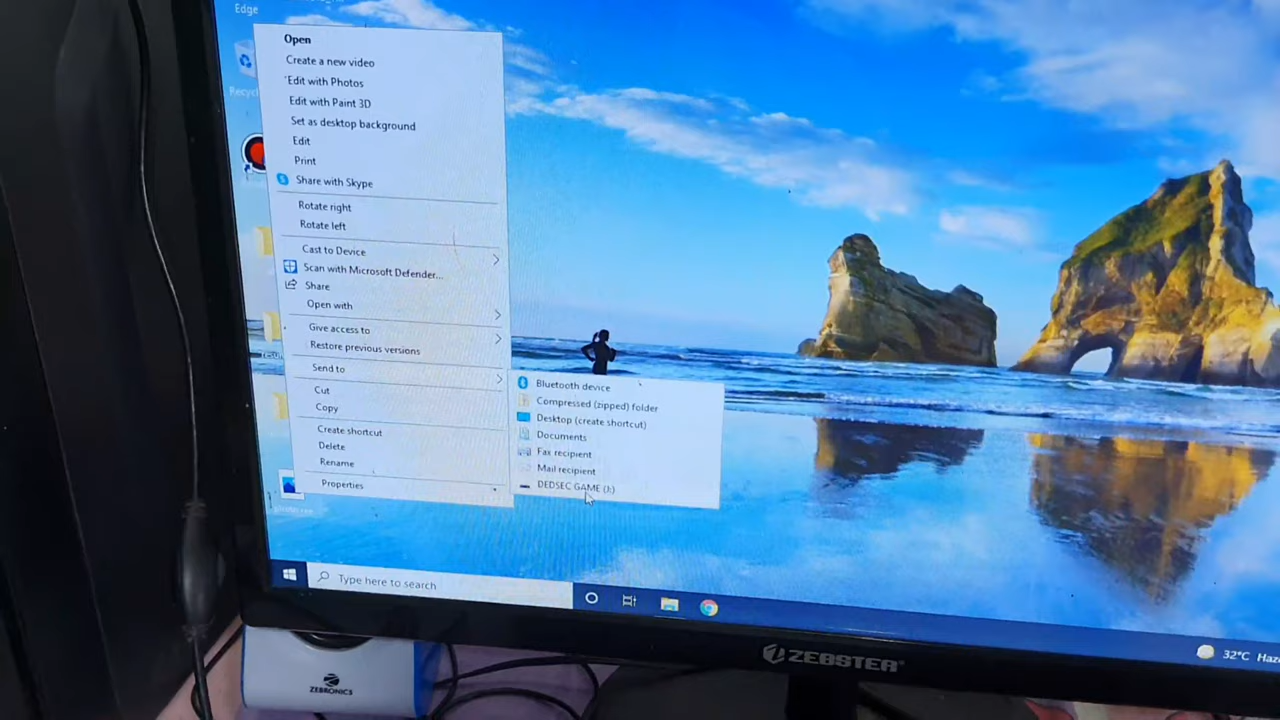 Edge
Recycl
Open
Create a new video
Edit with Photos
Edit with Paint 3D
Set as desktop background
Edit
Print
Share with Skype
Rotate right
Rotate left
Cast to Device
Scan with Microsoft Defender...
Share
Open with
Give access to
Restore previous versions
Send to
Cut
Copy
Create shortcut
Delete
Rename
Properties
Bluetooth device
Compressed (zipped) folder
Desktop (create shortcut)
Documents
Fax recipient
Mail recipient
DEDSEC GAME (I:)
Type here to search
32°C Haz
ZEBSTER
ZEBRONICS